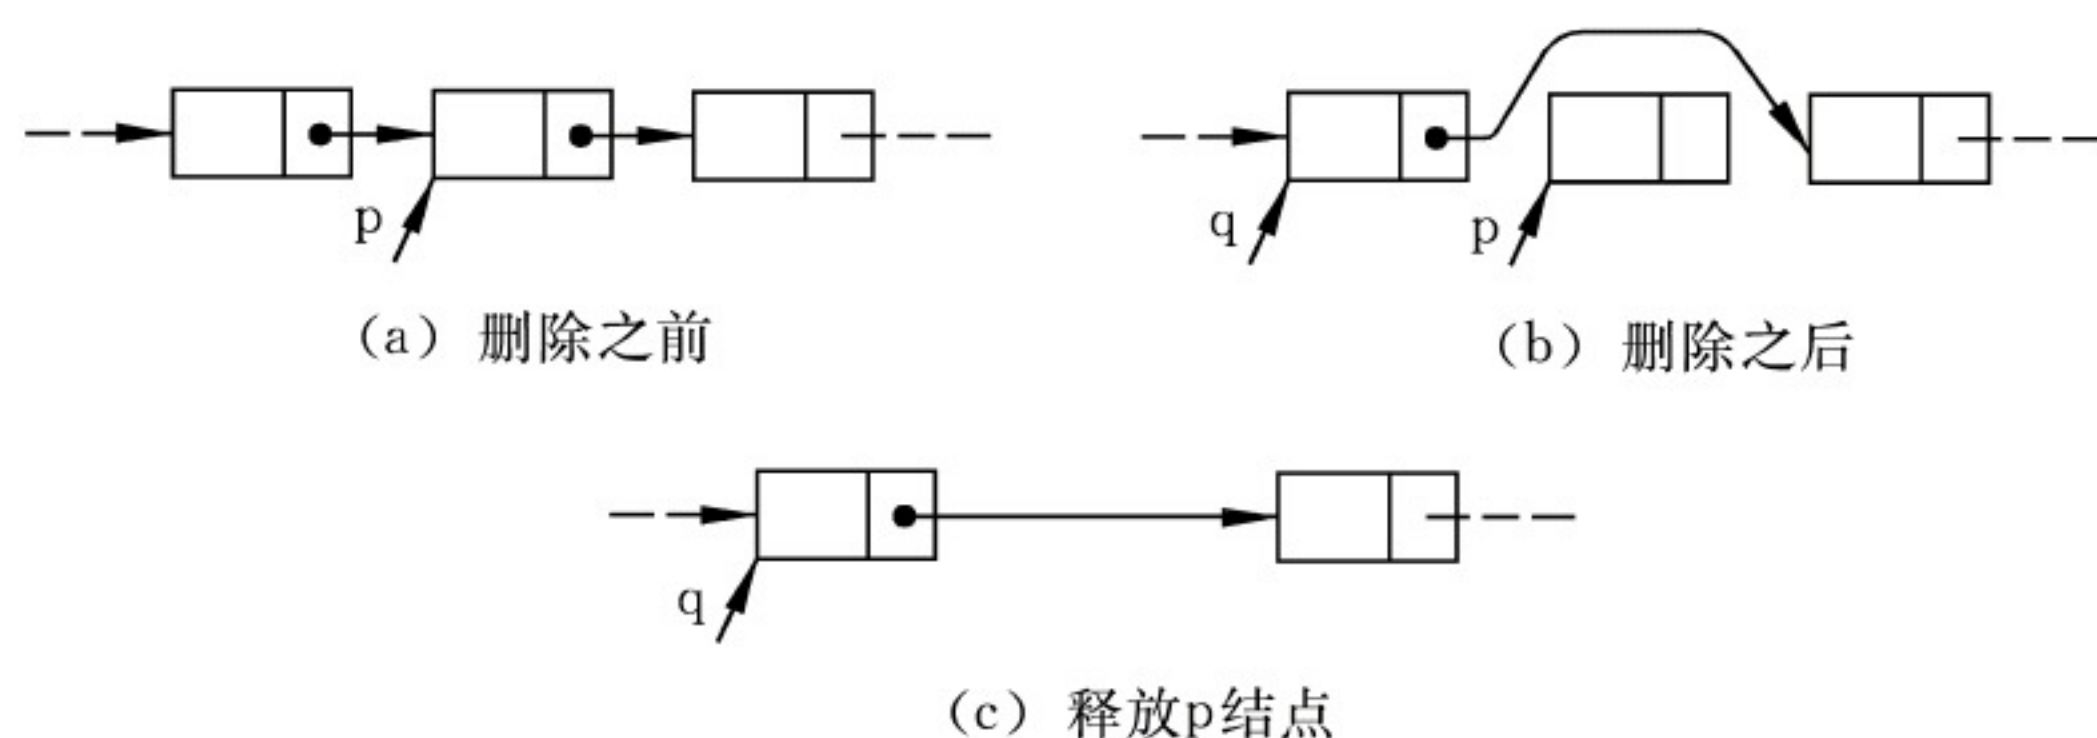 p
q
p
（a）删除之前
（b）删除之后
q
（c）释放p结点